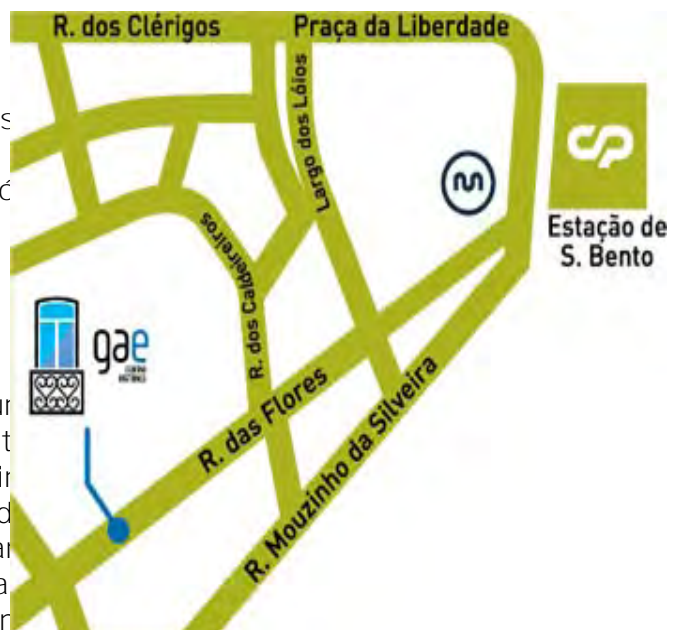 R. dos Clérigos
Praça da Liberdade
Largo dos Lóios
Estação de
S. Bento
R. dos Caldeireiros
gae
R. das Flores
R. Mouzinho da Silveira